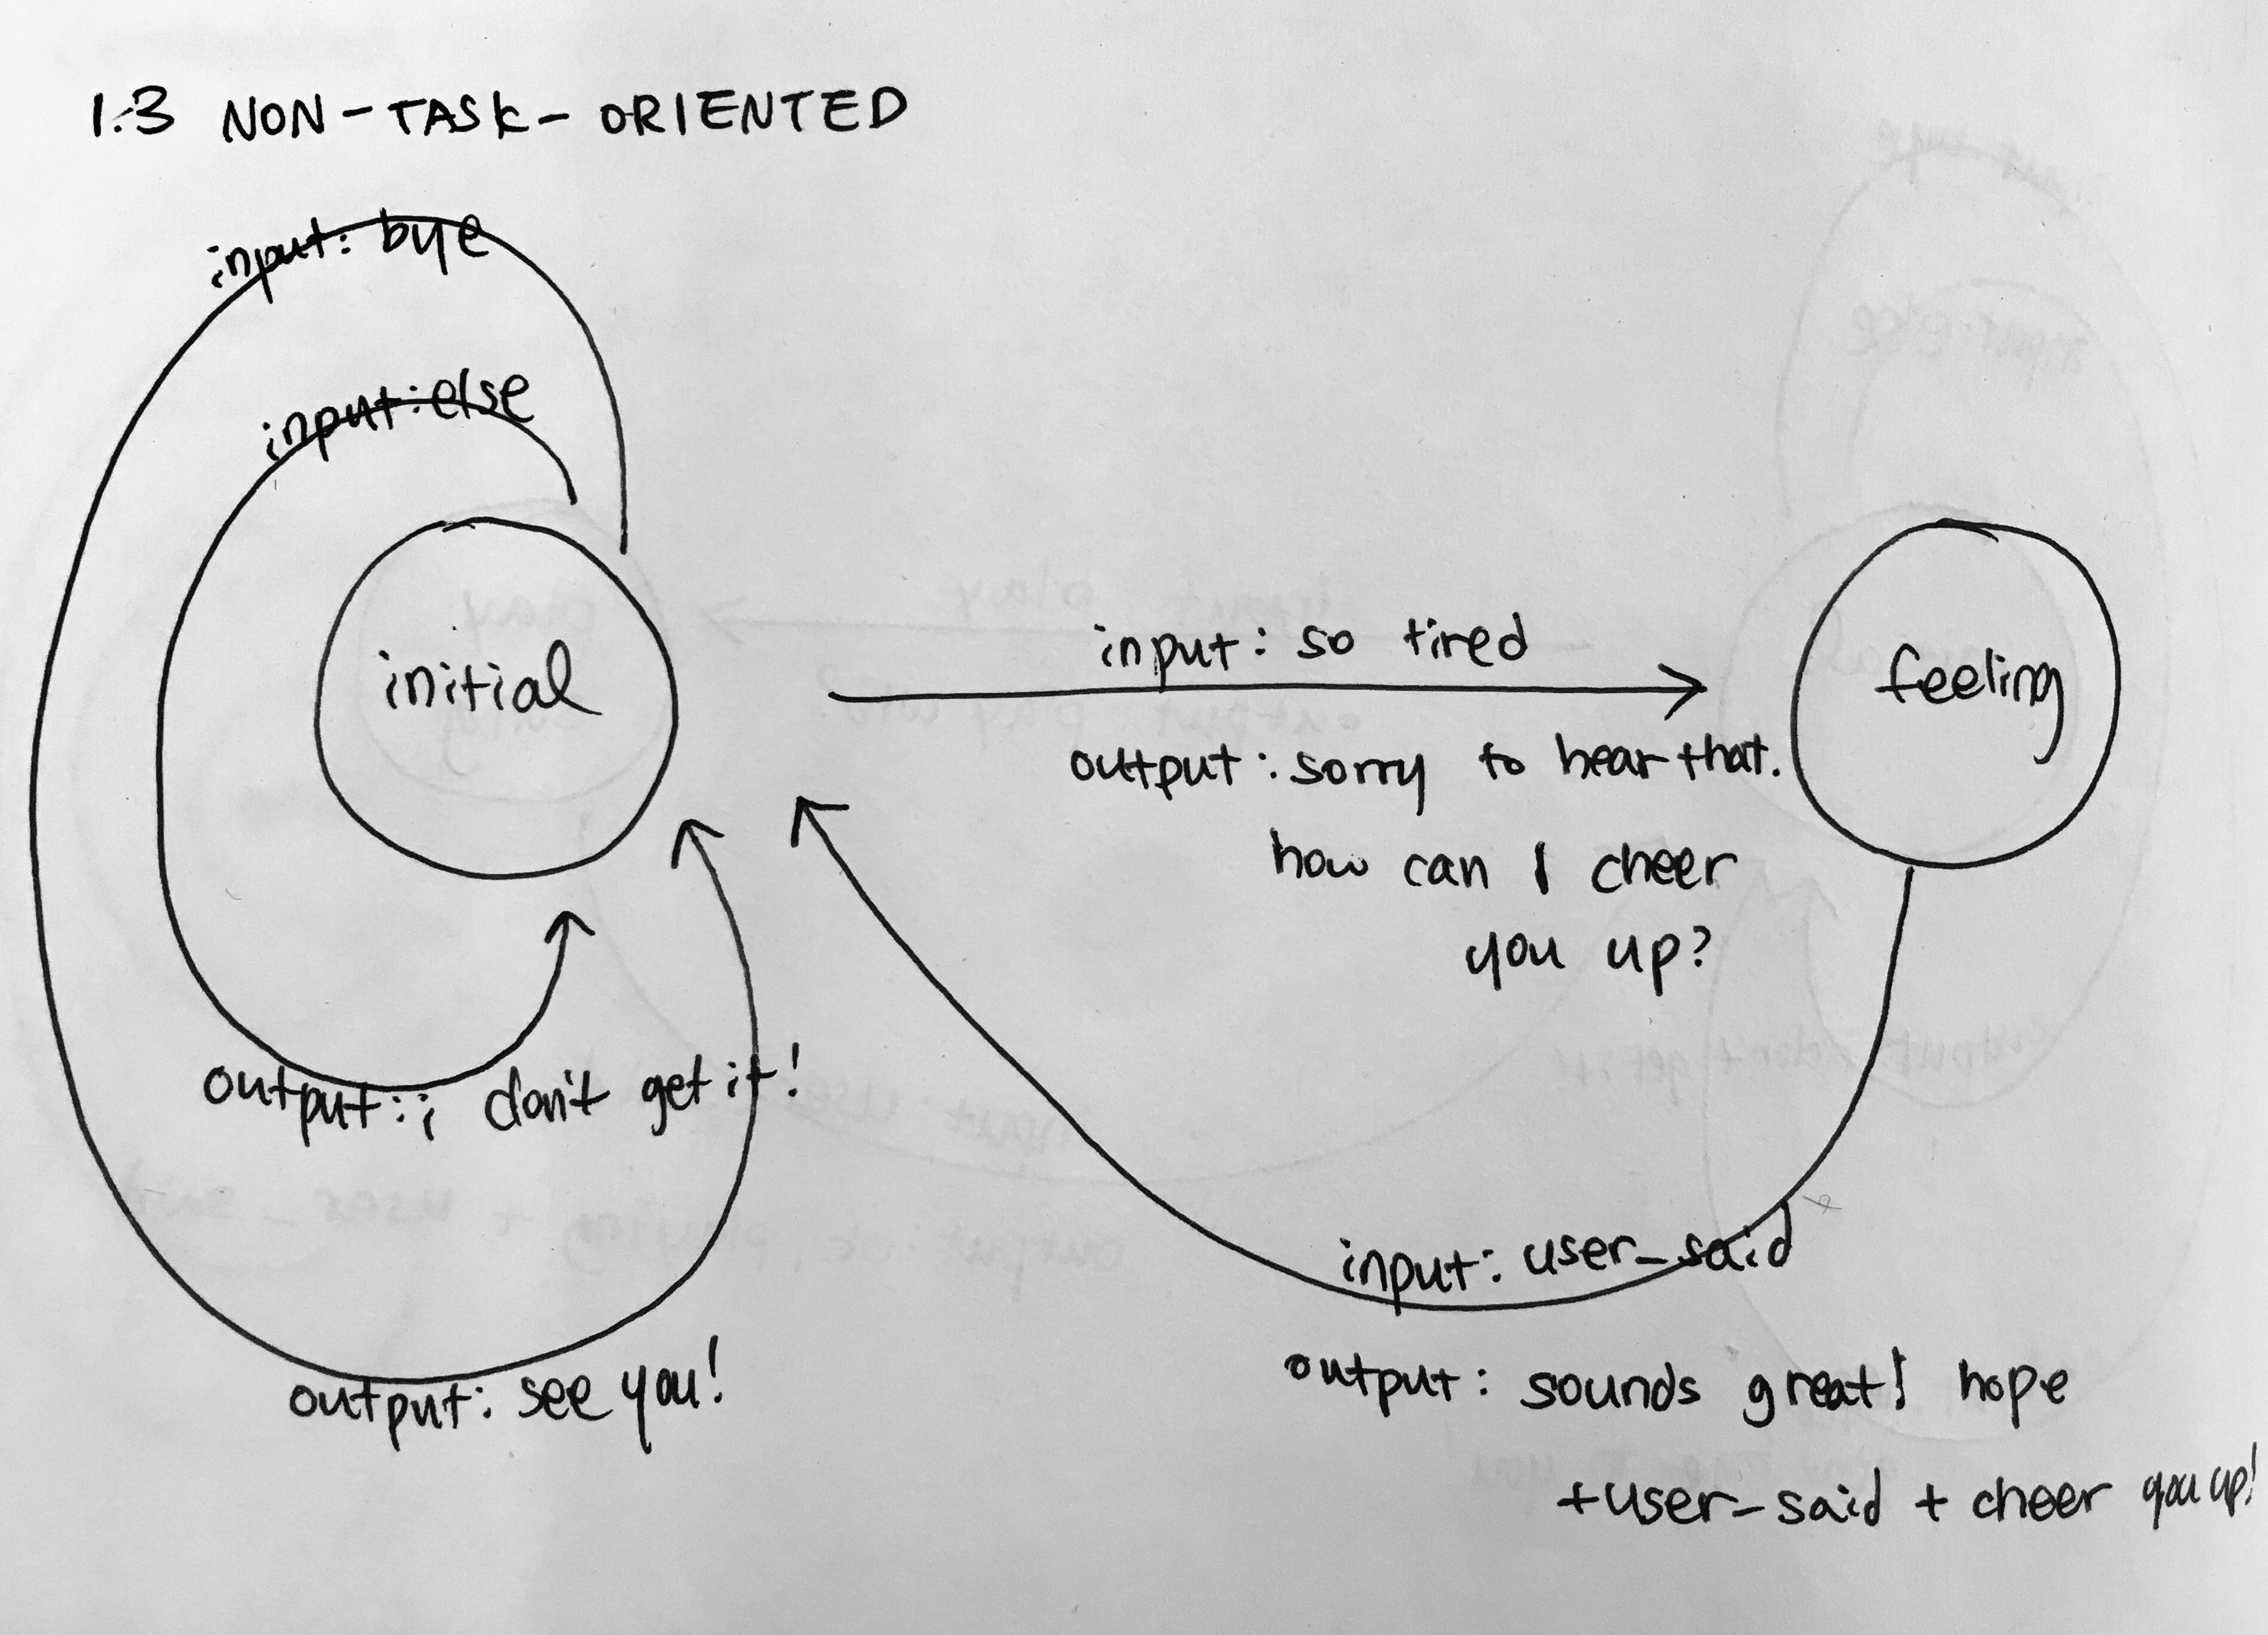 1.3 NON-TASK-ORIENTED
input: bye
input: else
initial
input: so tired
output: sorry to hear that.
how can I cheer
you up?
feeling
output: i don't get it!
output: see you!
input: user_said
output: sounds great! hope
+user_said + cheer you up!